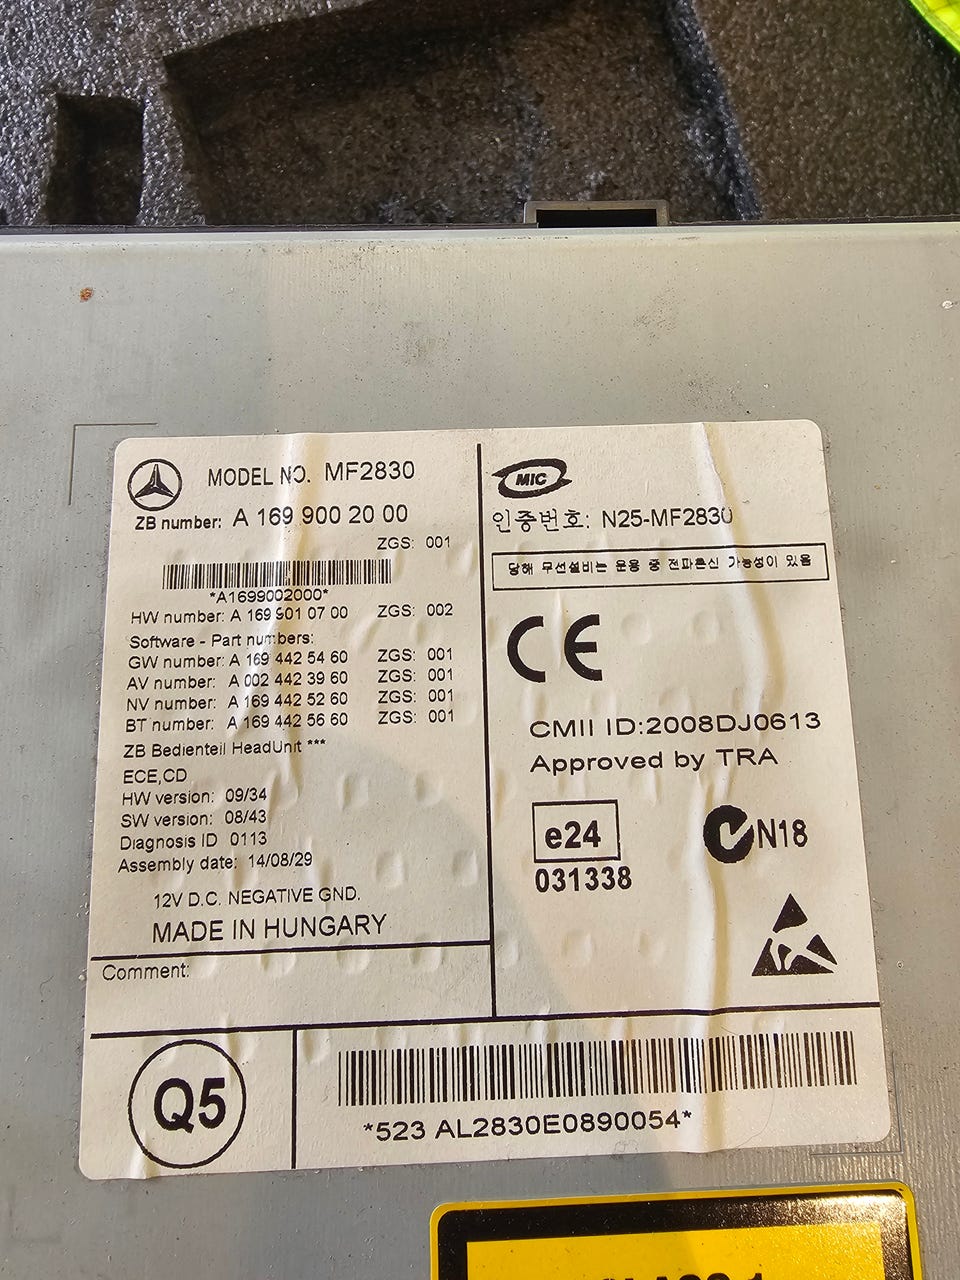 MODEL NO. MF2830
ZB number: A 169 900 20 00
ZGS: 001
*A1699002000*
HW number: A 169 901 07 00 ZGS: 002
Software - Part numbers:
GW number: A 169 442 54 60 ZGS: 001
AV number: A 002 442 39 60 ZGS: 001
NV number: A 169 442 52 60 ZGS: 001
BT number: A 169 442 56 60 ZGS: 001
ZB Bedienteil HeadUnit ***
ECE,CD
HW version: 09/34
SW version: 08/43
Diagnosis ID 0113
Assembly date: 14/08/29
12V D.C. NEGATIVE GND.
MADE IN HUNGARY
Comment:
MIC
인증번호: N25-MF2830
당해 무선설비는 운용 중 전파혼신 가능성이 있음
CE
CMII ID:2008DJ0613
Approved by TRA
e24
031338
N18
Q5
*523 AL2830E0890054*